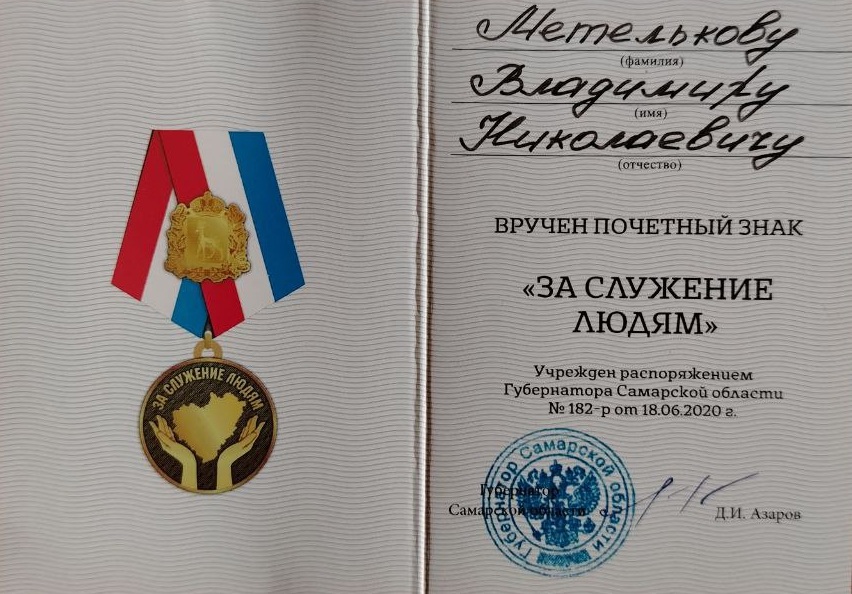 ЗА СЛУЖЕНИЕ ЛЮДЯМ
Метелькову
(фамилия)
Владимиру
(имя)
Николаевичу
(отчество)
ВРУЧЕН ПОЧЕТНЫЙ ЗНАК
«ЗА СЛУЖЕНИЕ
ЛЮДЯМ»
Учрежден распоряжением
Губернатора Самарской области
№ 182-р от 18.06.2020 г.
Губернатор Самарской области
Губернатор
Самарской области
Д.И. Азаров